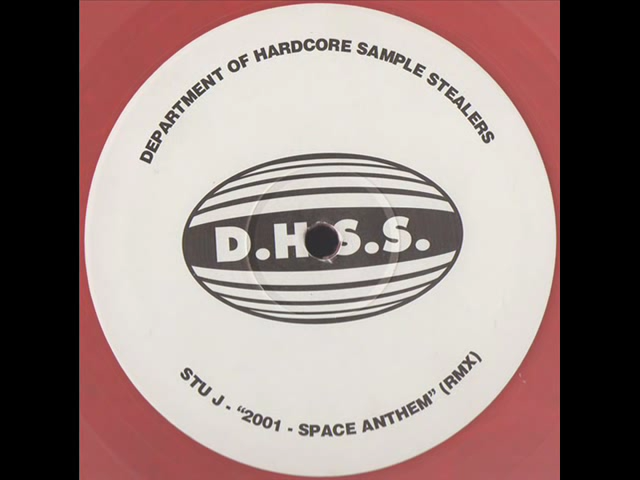 DEPARTMENT OF HARDCORE SAMPLE STEALERS
D.H.S.S.
STU J - "2001 - SPACE ANTHEM" (RMX)